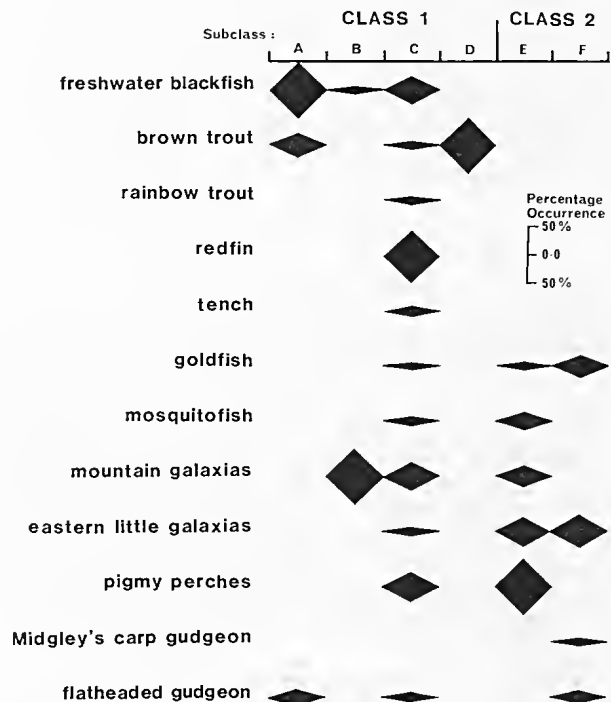 CLASS 1 CLASS 2
Subclass :
A B C D E F
freshwater blackfish
brown trout
rainbow trout
Percentage
Occurrence
50%
0·0
50%
redfin
tench
goldfish
mosquitofish
mountain galaxias
eastern little galaxias
pigmy perches
Midgley's carp gudgeon
flatheaded gudgeon